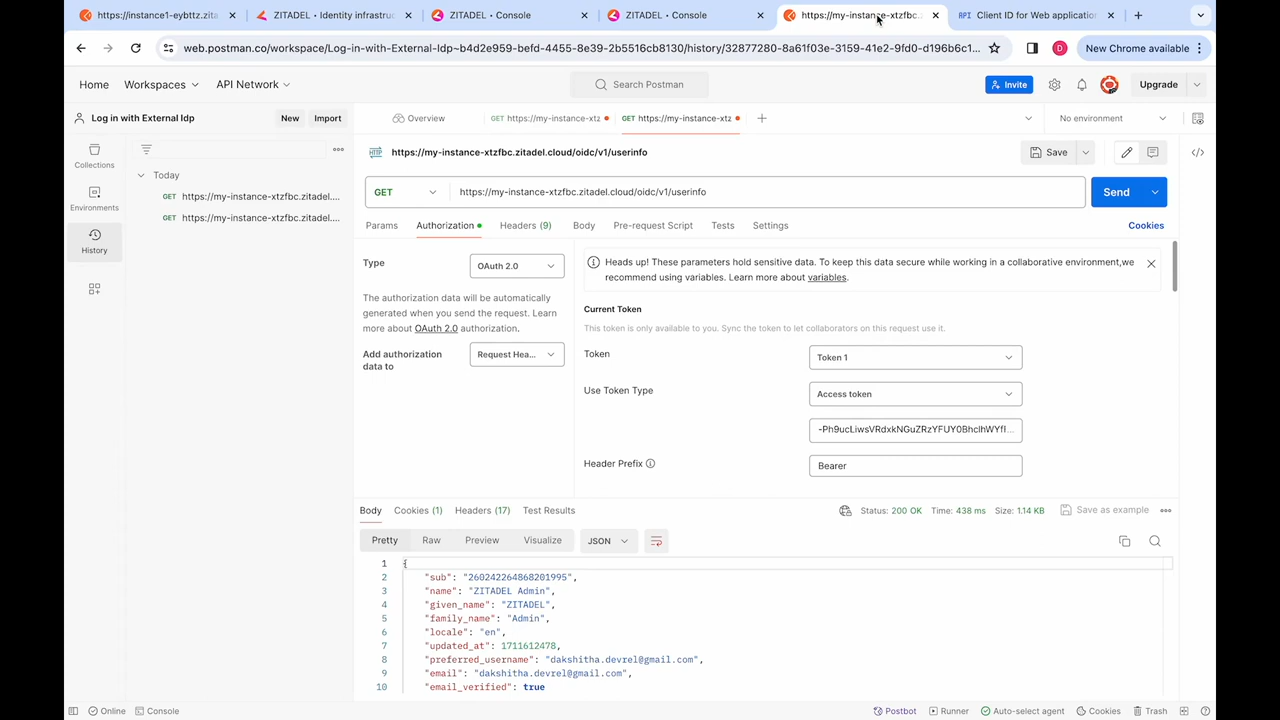 https://instance1-eybttz.zita
ZITADEL • Identity infrastruc
ZITADEL • Console
ZITADEL • Console
https://my-instance-xtzfbc.
Client ID for Web application
web.postman.co/workspace/Log-in-with-External-Idp~b4d2e959-befd-4455-8e39-2b5516cb8130/history/32877280-8a61f03e-3159-41e2-9fd0-d196b6c1...
New Chrome available
Home
Workspaces
API Network
Search Postman
Invite
Upgrade
Log in with External Idp
New
Import
Overview
GET https://my-instance-xtz
GET https://my-instance-xtz
No environment
Collections
Environments
History
Today
GET https://my-instance-xtzfbc.zitadel....
GET https://my-instance-xtzfbc.zitadel....
HTTP
https://my-instance-xtzfbc.zitadel.cloud/oidc/v1/userinfo
Save
GET
https://my-instance-xtzfbc.zitadel.cloud/oidc/v1/userinfo
Send
Params
Authorization
Headers (9)
Body
Pre-request Script
Tests
Settings
Cookies
Type
OAuth 2.0
The authorization data will be automatically
generated when you send the request. Learn
more about OAuth 2.0 authorization.
Add authorization
data to
Request Hea...
Heads up! These parameters hold sensitive data. To keep this data secure while working in a collaborative environment,we
recommend using variables. Learn more about variables.
Current Token
This token is only available to you. Sync the token to let collaborators on this request use it.
Token
Token 1
Use Token Type
Access token
Header Prefix
Bearer
Body
Cookies (1)
Headers (17)
Test Results
Status: 200 OK
Time: 438 ms
Size: 1.14 KB
Save as example
Pretty
Raw
Preview
Visualize
JSON
1 {
2 "sub": "260242264868201995",
3 "name": "ZITADEL Admin",
4 "given_name": "ZITADEL",
5 "family_name": "Admin",
6 "locale": "en",
7 "updated_at": 1711612478,
8 "preferred_username": "dakshitha.devrel@gmail.com",
9 "email": "dakshitha.devrel@gmail.com",
10 "email_verified": true
Online
Console
Postbot
Runner
Auto-select agent
Cookies
Trash